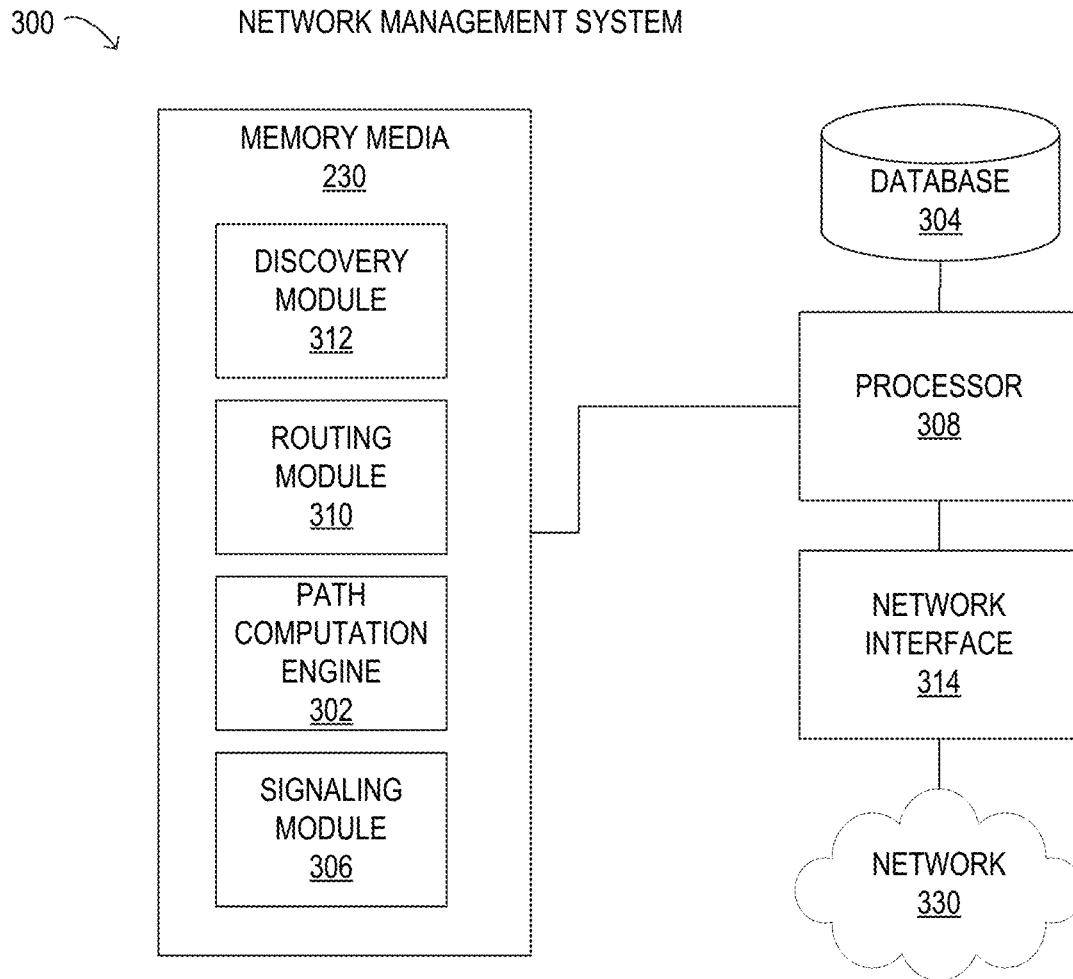 300
NETWORK MANAGEMENT SYSTEM
MEMORY MEDIA
230
DISCOVERY
MODULE
312
ROUTING
MODULE
310
PATH
COMPUTATION
ENGINE
302
SIGNALING
MODULE
306
DATABASE
304
PROCESSOR
308
NETWORK
INTERFACE
314
NETWORK
330